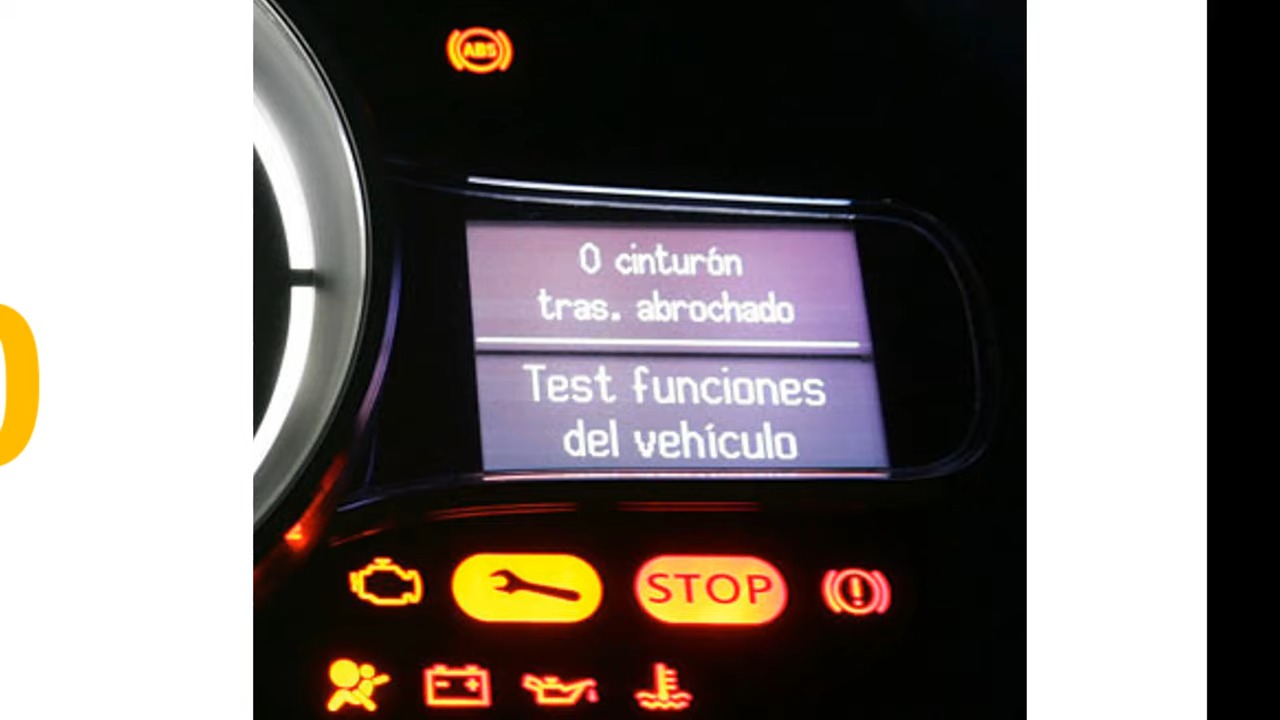 ABS
0 cinturón
tras. abrochado
Test funciones
del vehículo
STOP